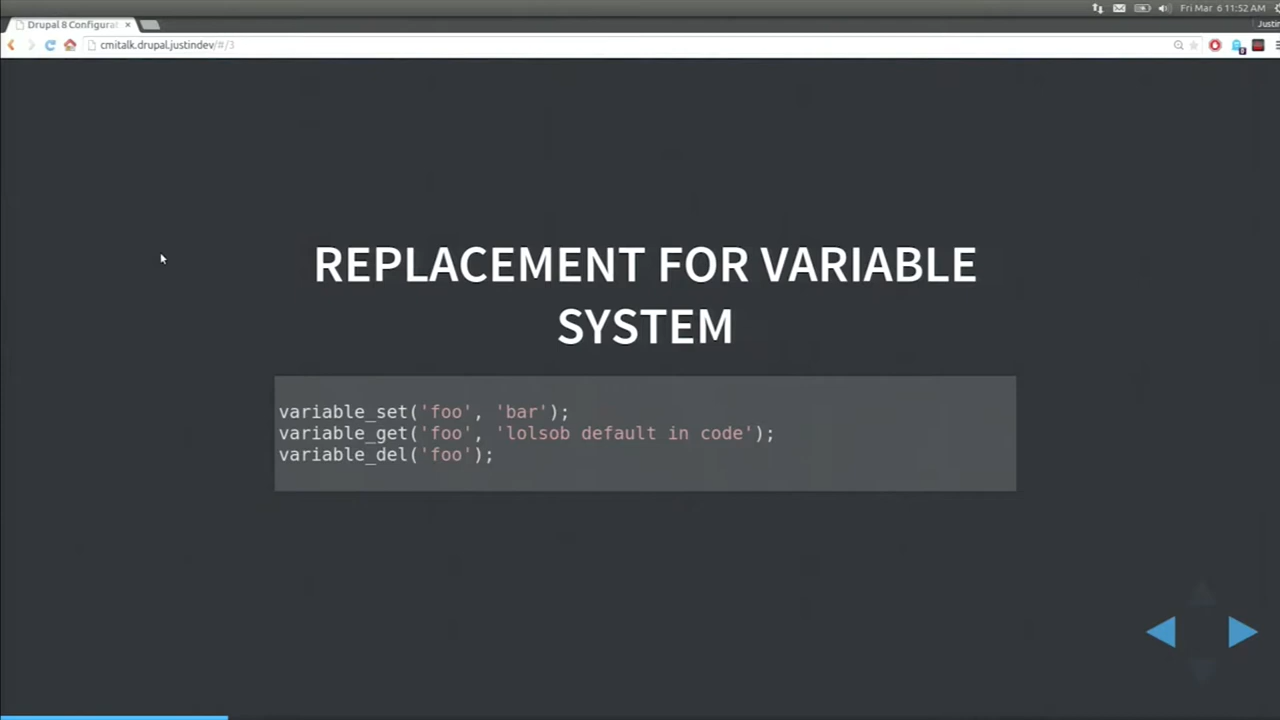 Fri Mar 6 11:52 AM
Drupal 8 Configura
Justin
cmitalk.drupal.justindev/#/3
REPLACEMENT FOR VARIABLE
SYSTEM
variable_set('foo', 'bar');
variable_get('foo', 'lolsob default in code');
variable_del('foo');